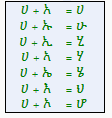 ሀ + አ = ሀ
ሀ + ኡ = ሁ
ሀ + ኢ = ሂ
ሀ + ኣ = ሃ
ሀ + ኤ = ሄ
ሀ + እ = ህ
ሀ + ኦ = ሆ